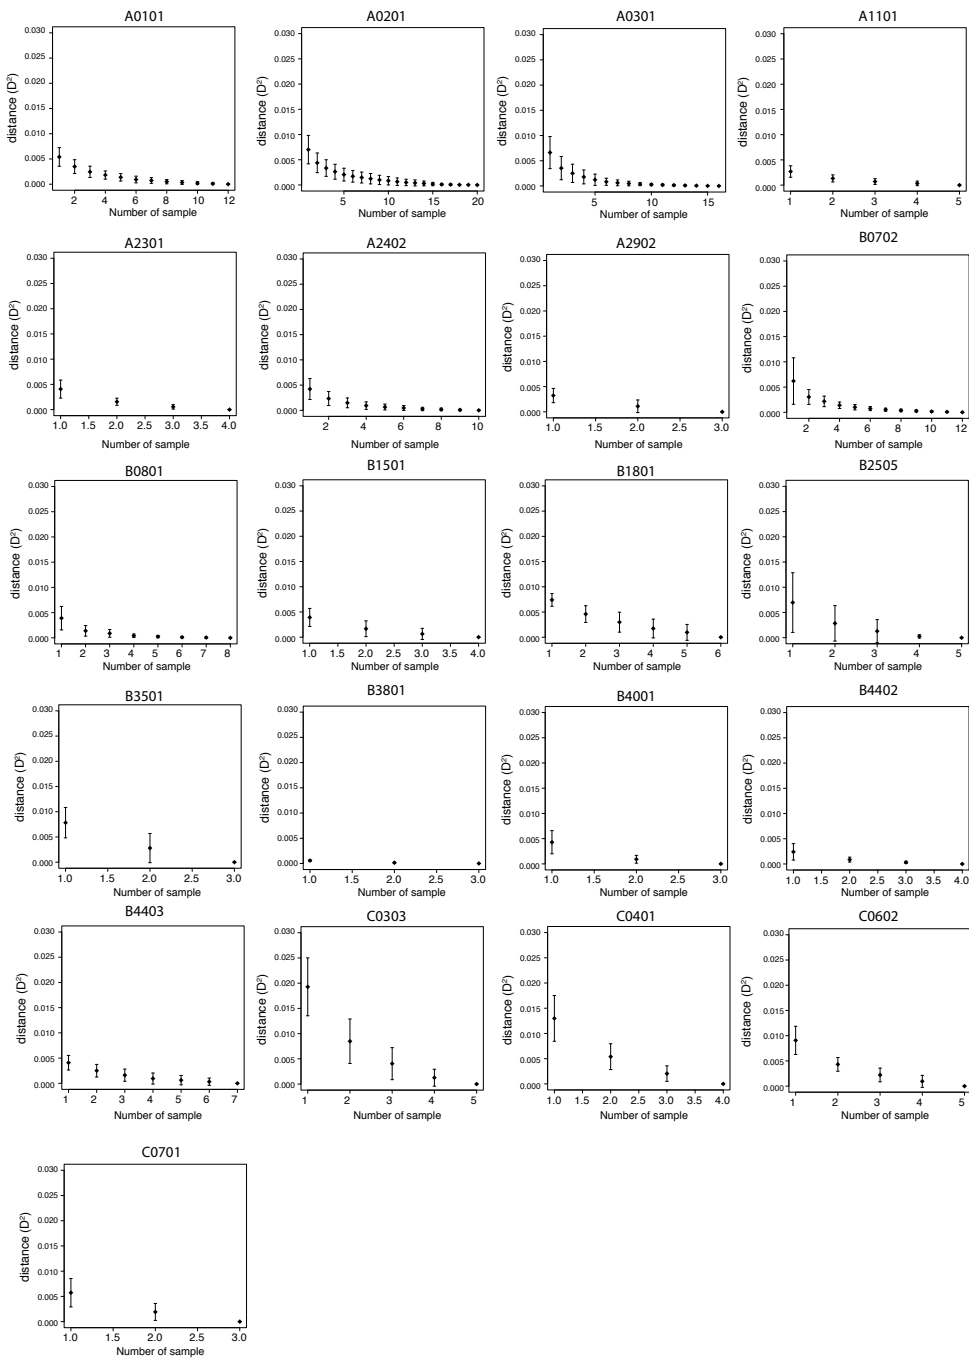 A0101 A0201 A0301 A1101
distance (D²) 0.030 0.025 0.020 0.015 0.010 0.005 0.000
2 4 6 8 10 12
Number of sample
distance (D²) 0.030 0.025 0.020 0.015 0.010 0.005 0.000
5 10 15 20
Number of sample
distance (D²) 0.030 0.025 0.020 0.015 0.010 0.005 0.000
5 10 15
Number of sample
distance (D²) 0.030 0.025 0.020 0.015 0.010 0.005 0.000
1 2 3 4 5
Number of sample
A2301 A2402 A2902 B0702
distance (D²) 0.030 0.025 0.020 0.015 0.010 0.005 0.000
1.0 1.5 2.0 2.5 3.0 3.5 4.0
Number of sample
distance (D²) 0.030 0.025 0.020 0.015 0.010 0.005 0.000
2 4 6 8 10
Number of sample
distance (D²) 0.030 0.025 0.020 0.015 0.010 0.005 0.000
1.0 1.5 2.0 2.5 3.0
Number of sample
distance (D²) 0.030 0.025 0.020 0.015 0.010 0.005 0.000
2 4 6 8 10 12
Number of sample
B0801 B1501 B1801 B2505
distance (D²) 0.030 0.025 0.020 0.015 0.010 0.005 0.000
1 2 3 4 5 6 7 8
Number of sample
distance (D²) 0.030 0.025 0.020 0.015 0.010 0.005 0.000
1.0 1.5 2.0 2.5 3.0 3.5 4.0
Number of sample
distance (D²) 0.030 0.025 0.020 0.015 0.010 0.005 0.000
1 2 3 4 5 6
Number of sample
distance (D²) 0.030 0.025 0.020 0.015 0.010 0.005 0.000
1 2 3 4 5
Number of sample
B3501 B3801 B4001 B4402
distance (D²) 0.030 0.025 0.020 0.015 0.010 0.005 0.000
1.0 1.5 2.0 2.5 3.0
Number of sample
distance (D²) 0.030 0.025 0.020 0.015 0.010 0.005 0.000
1.0 1.5 2.0 2.5 3.0
Number of sample
distance (D²) 0.030 0.025 0.020 0.015 0.010 0.005 0.000
1.0 1.5 2.0 2.5 3.0
Number of sample
distance (D²) 0.030 0.025 0.020 0.015 0.010 0.005 0.000
1.0 1.5 2.0 2.5 3.0 3.5 4.0
Number of sample
B4403 C0303 C0401 C0602
distance (D²) 0.030 0.025 0.020 0.015 0.010 0.005 0.000
1 2 3 4 5 6 7
Number of sample
distance (D²) 0.030 0.025 0.020 0.015 0.010 0.005 0.000
1 2 3 4 5
Number of sample
distance (D²) 0.030 0.025 0.020 0.015 0.010 0.005 0.000
1.0 1.5 2.0 2.5 3.0 3.5 4.0
Number of sample
distance (D²) 0.030 0.025 0.020 0.015 0.010 0.005 0.000
1 2 3 4 5
Number of sample
C0701
distance (D²) 0.030 0.025 0.020 0.015 0.010 0.005 0.000
1.0 1.5 2.0 2.5 3.0
Number of sample